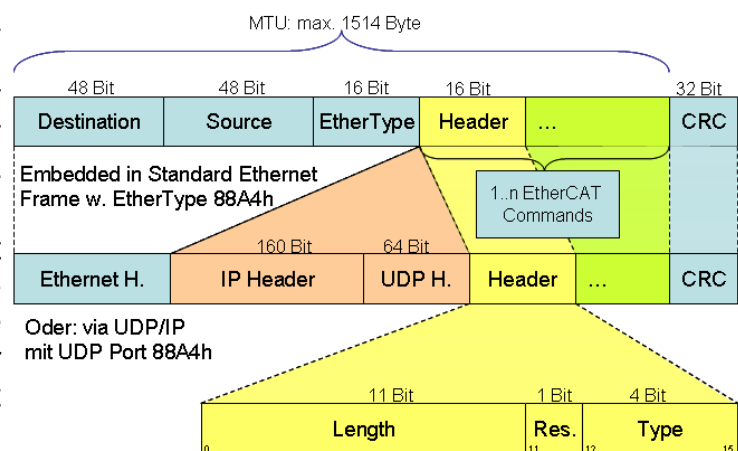 MTU: max. 1514 Byte
48 Bit 48 Bit 16 Bit 16 Bit 32 Bit
Destination Source EtherType Header ... CRC
Embedded in Standard Ethernet
Frame w. EtherType 88A4h
1..n EtherCAT
Commands
160 Bit 64 Bit
Ethernet H. IP Header UDP H. Header ... CRC
Oder: via UDP/IP
mit UDP Port 88A4h
11 Bit 1 Bit 4 Bit
Length Res. Type
0 11 12 15